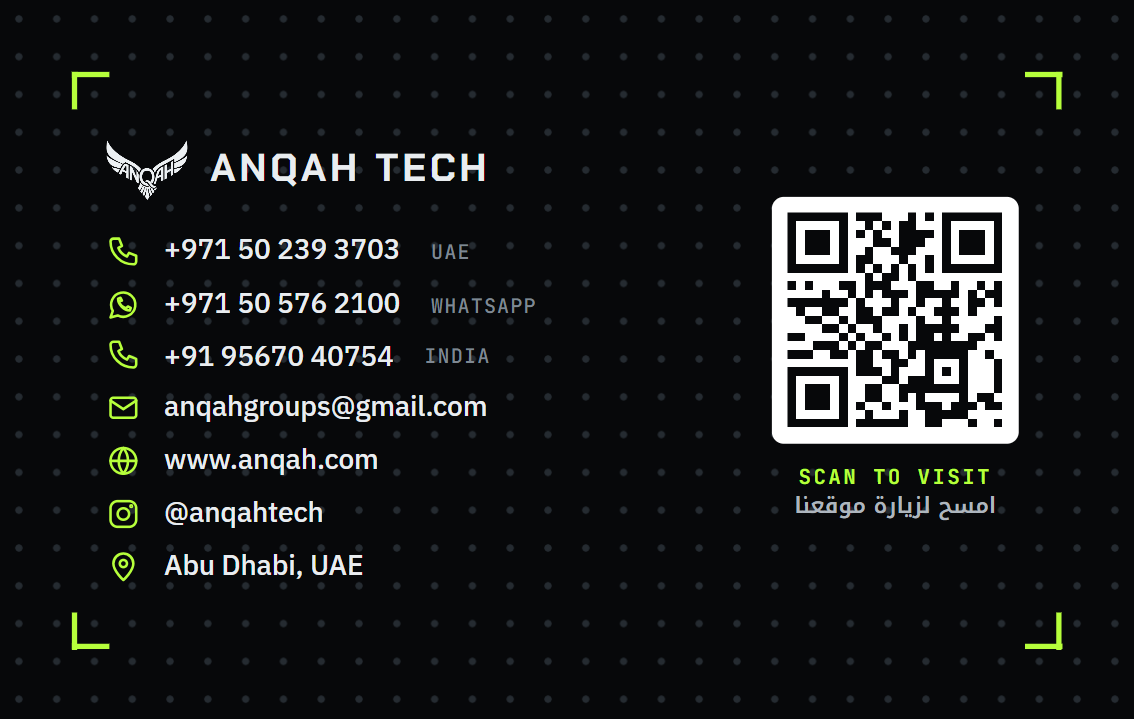 ANQAH
ANQAH TECH
+971 50 239 3703 UAE
+971 50 576 2100 WHATSAPP
+91 95670 40754 INDIA
anqahgroups@gmail.com
www.anqah.com
@anqahtech
Abu Dhabi, UAE
SCAN TO VISIT
امسح لزيارة موقعنا